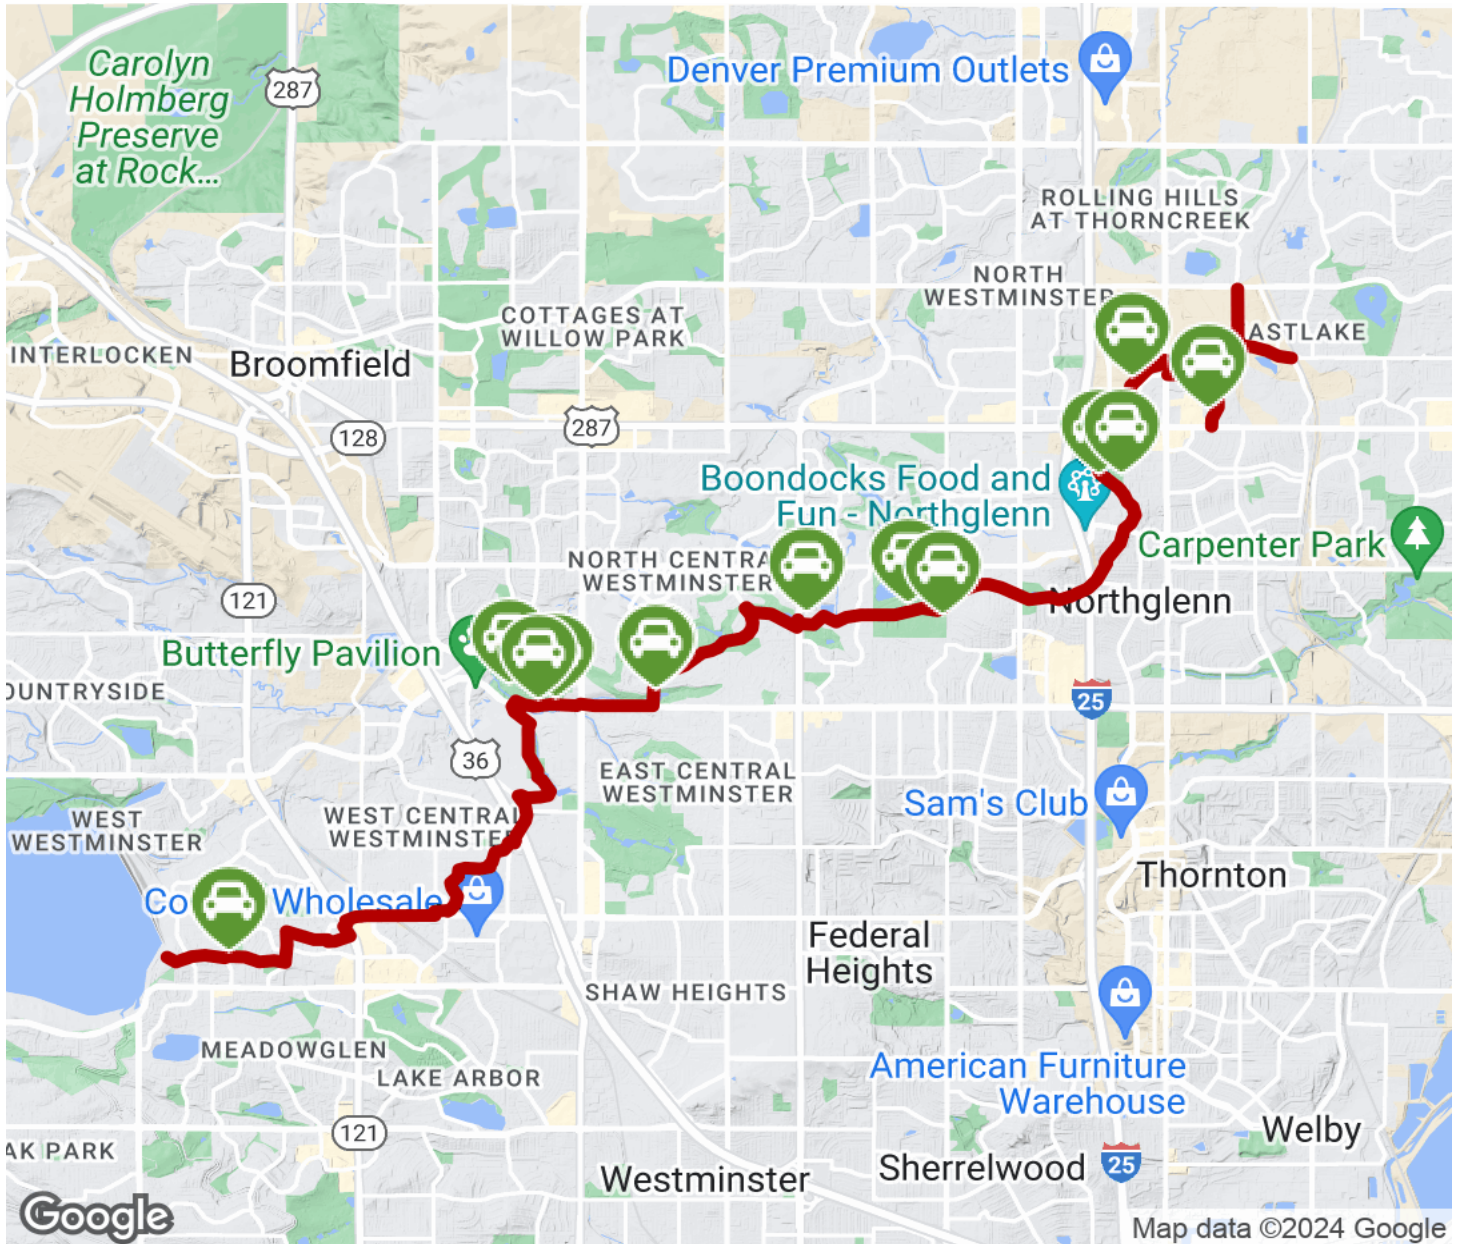 Carolyn
Holmberg
Preserve
at Rock...
287
Denver Premium Outlets
ROLLING HILLS
AT THORNCREEK
NORTH
WESTMINSTER
COTTAGES AT
WILLOW PARK
ASTLAKE
INTERLOCKEN
Broomfield
128
287
Boondocks Food and
Fun - Northglenn
Carpenter Park
NORTH CENTRA
WESTMINSTER
121
Northglenn
Butterfly Pavilion
OUNTRYSIDE
25
36
EAST CENTRAL
WESTMINSTER
Sam's Club
WEST
WESTMINSTER
WEST CENTRAL
WESTMINSTE
Thornton
Co Wholesale
Federal
Heights
SHAW HEIGHTS
MEADOWGLEN
LAKE ARBOR
American Furniture
Warehouse
121
Welby
AK PARK
Westminster
Sherrelwood
25
Google
Map data ©2024 Google